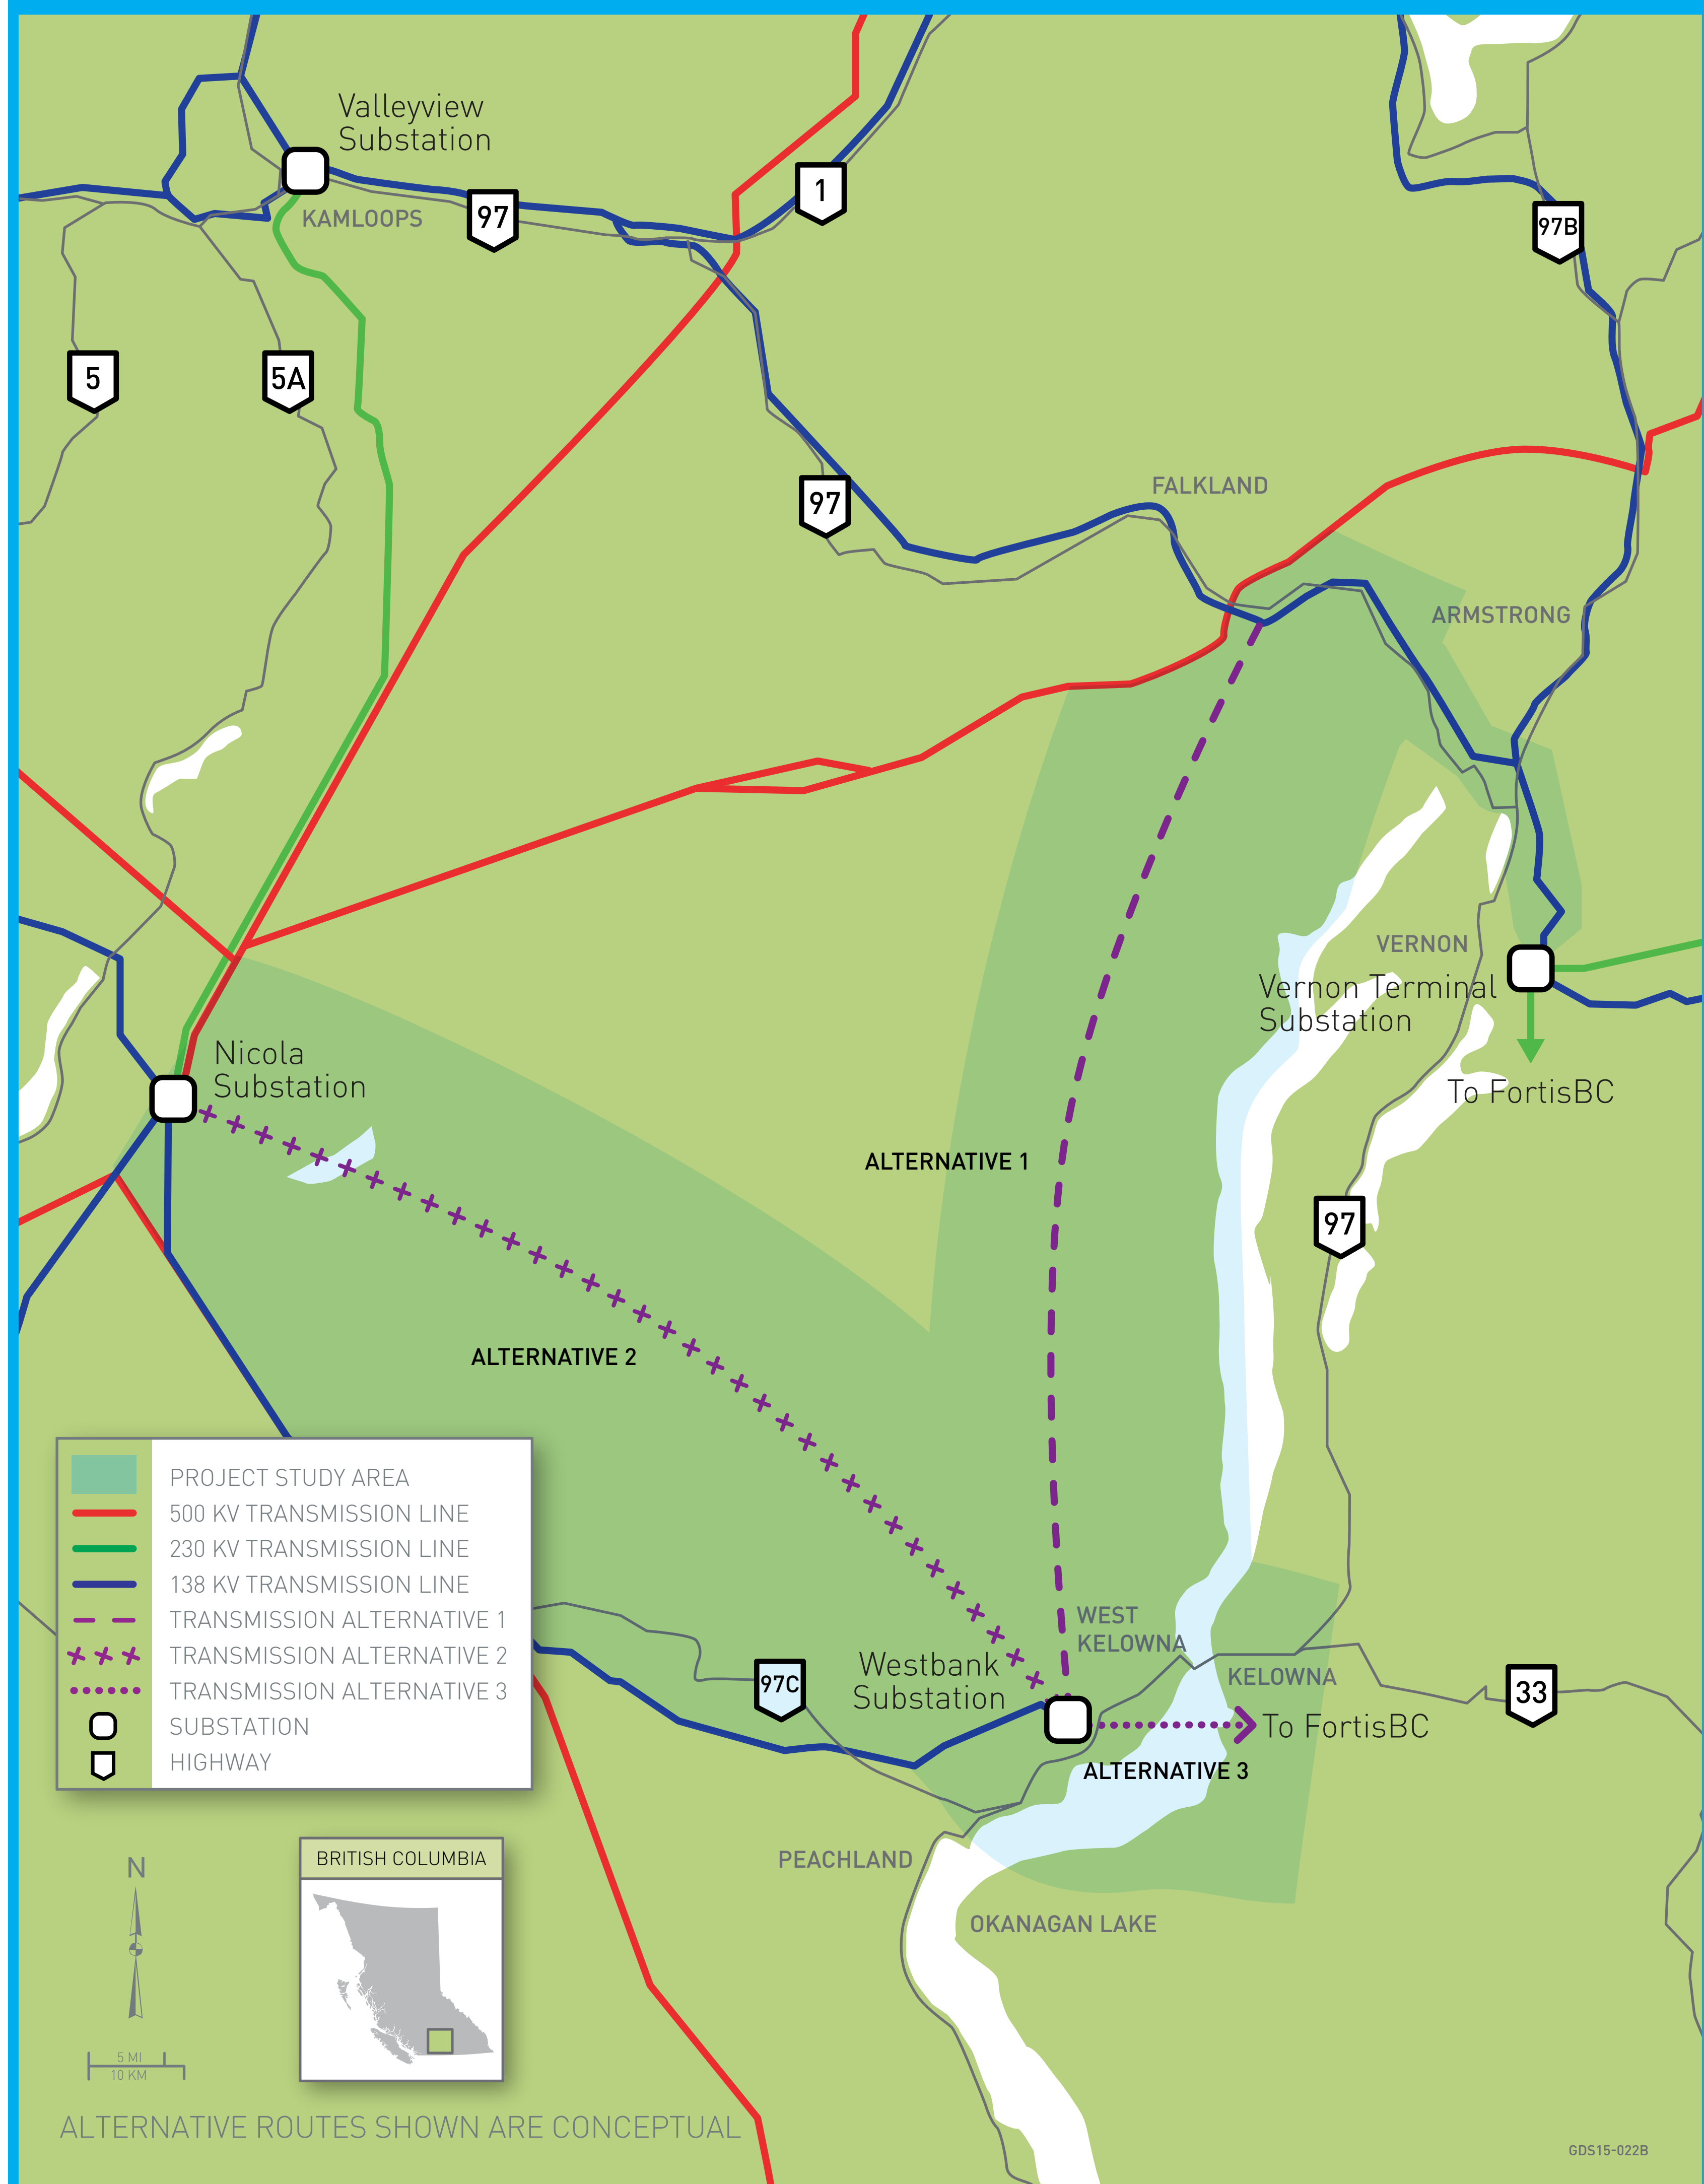 Valleyview
Substation
1
KAMLOOPS
97
97B
5
5A
97
FALKLAND
ARMSTRONG
VERNON
Vernon Terminal
Substation
Nicola
Substation
To FortisBC
ALTERNATIVE 1
97
ALTERNATIVE 2
PROJECT STUDY AREA
500 KV TRANSMISSION LINE
230 KV TRANSMISSION LINE
138 KV TRANSMISSION LINE
TRANSMISSION ALTERNATIVE 1
TRANSMISSION ALTERNATIVE 2
TRANSMISSION ALTERNATIVE 3
SUBSTATION
HIGHWAY
WEST
KELOWNA
Westbank
Substation
97C
KELOWNA
33
To FortisBC
ALTERNATIVE 3
PEACHLAND
OKANAGAN LAKE
N
BRITISH COLUMBIA
5 MI
10 KM
ALTERNATIVE ROUTES SHOWN ARE CONCEPTUAL
GDS15-022B